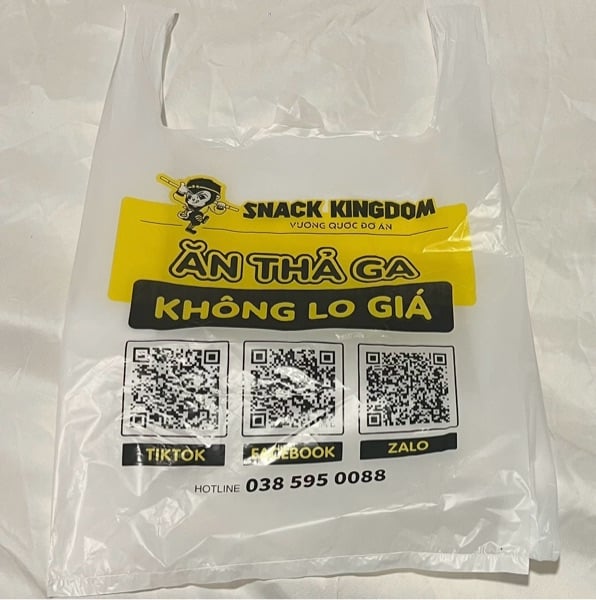 SNACK KINGDOM
VƯƠNG QUỐC ĐỒ ĂN
ĂN THẢ GA
KHÔNG LO GIÁ
TIKTOK FACEBOOK ZALO
HOTLINE 038 595 0088